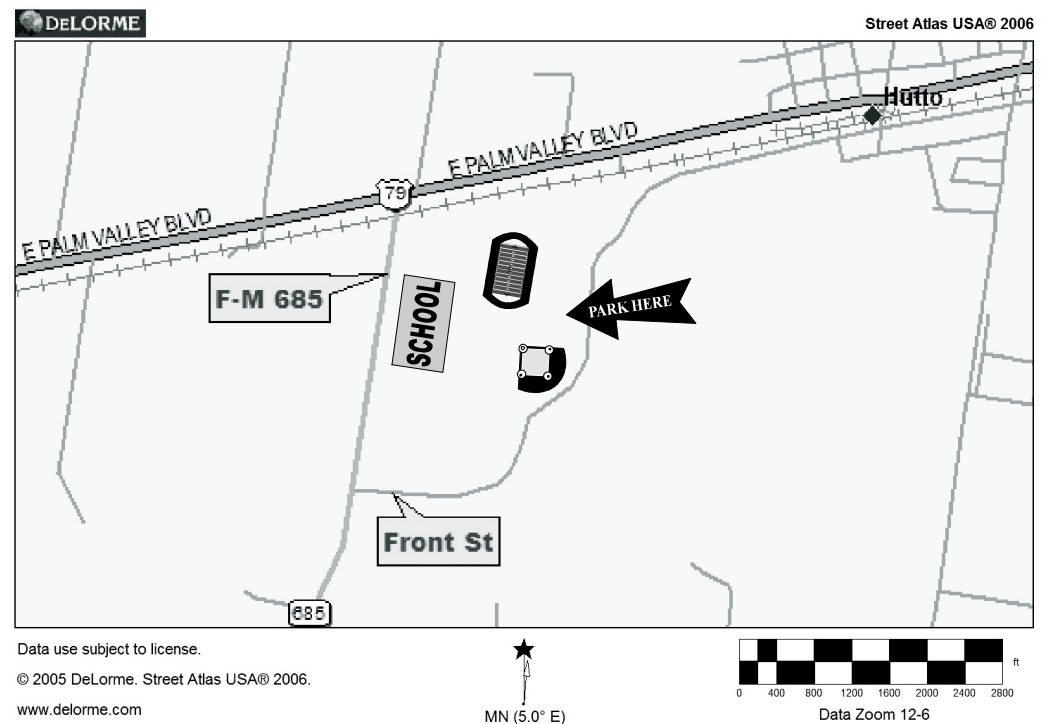 DELORME
Street Atlas USA® 2006
Hutto
E PALM VALLEY BLVD
79
E PALM VALLEY BLVD
F-M 685
SCHOOL
PARK HERE
Front St
685
Data use subject to license.
© 2005 DeLorme. Street Atlas USA® 2006.
www.delorme.com
MN (5.0° E)
ft
0 400 800 1200 1600 2000 2400 2800
Data Zoom 12-6